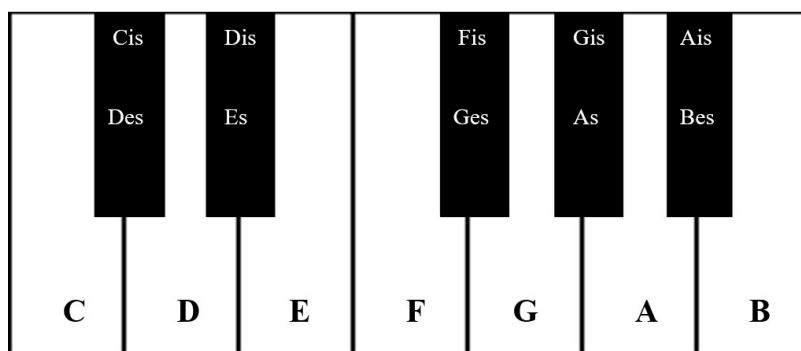 Cis Dis Fis Gis Ais
Des Es Ges As Bes
C D E F G A B